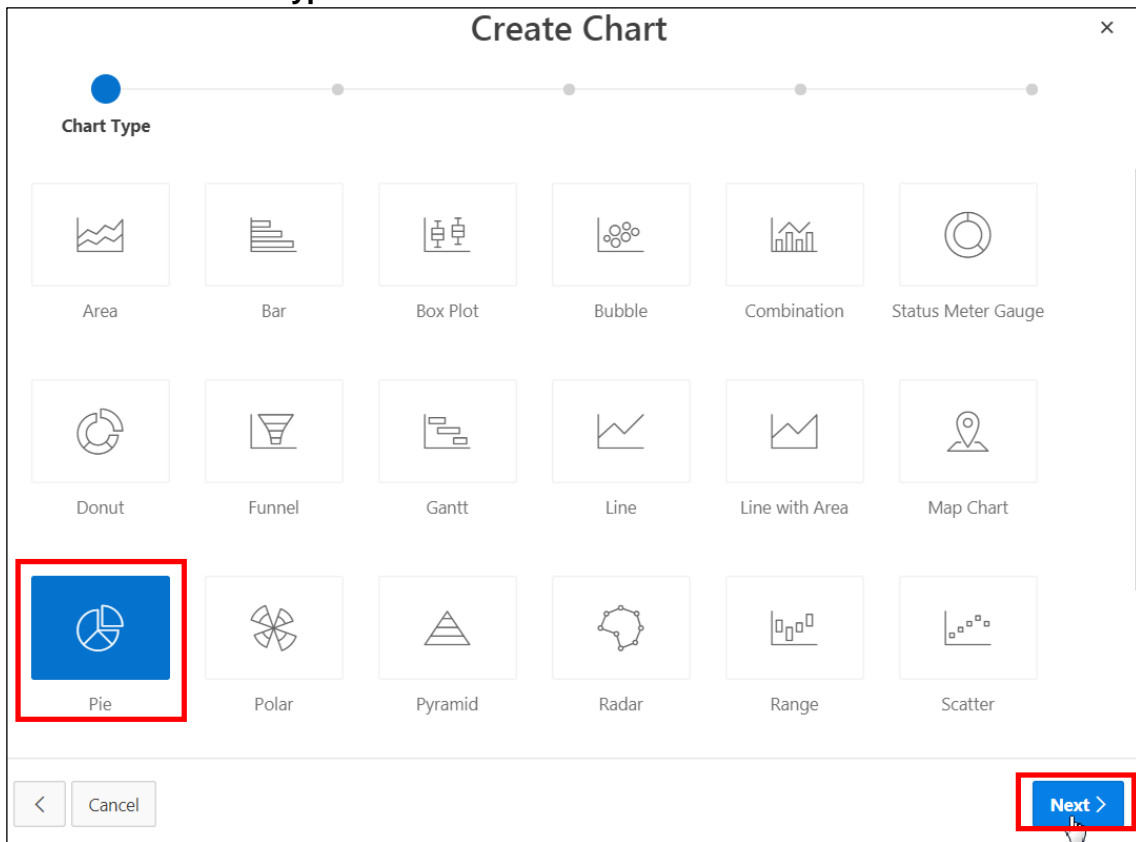 Create Chart
×
Chart Type
Area Bar Box Plot Bubble Combination Status Meter Gauge
Donut Funnel Gantt Line Line with Area Map Chart
Pie Polar Pyramid Radar Range Scatter
Cancel Next